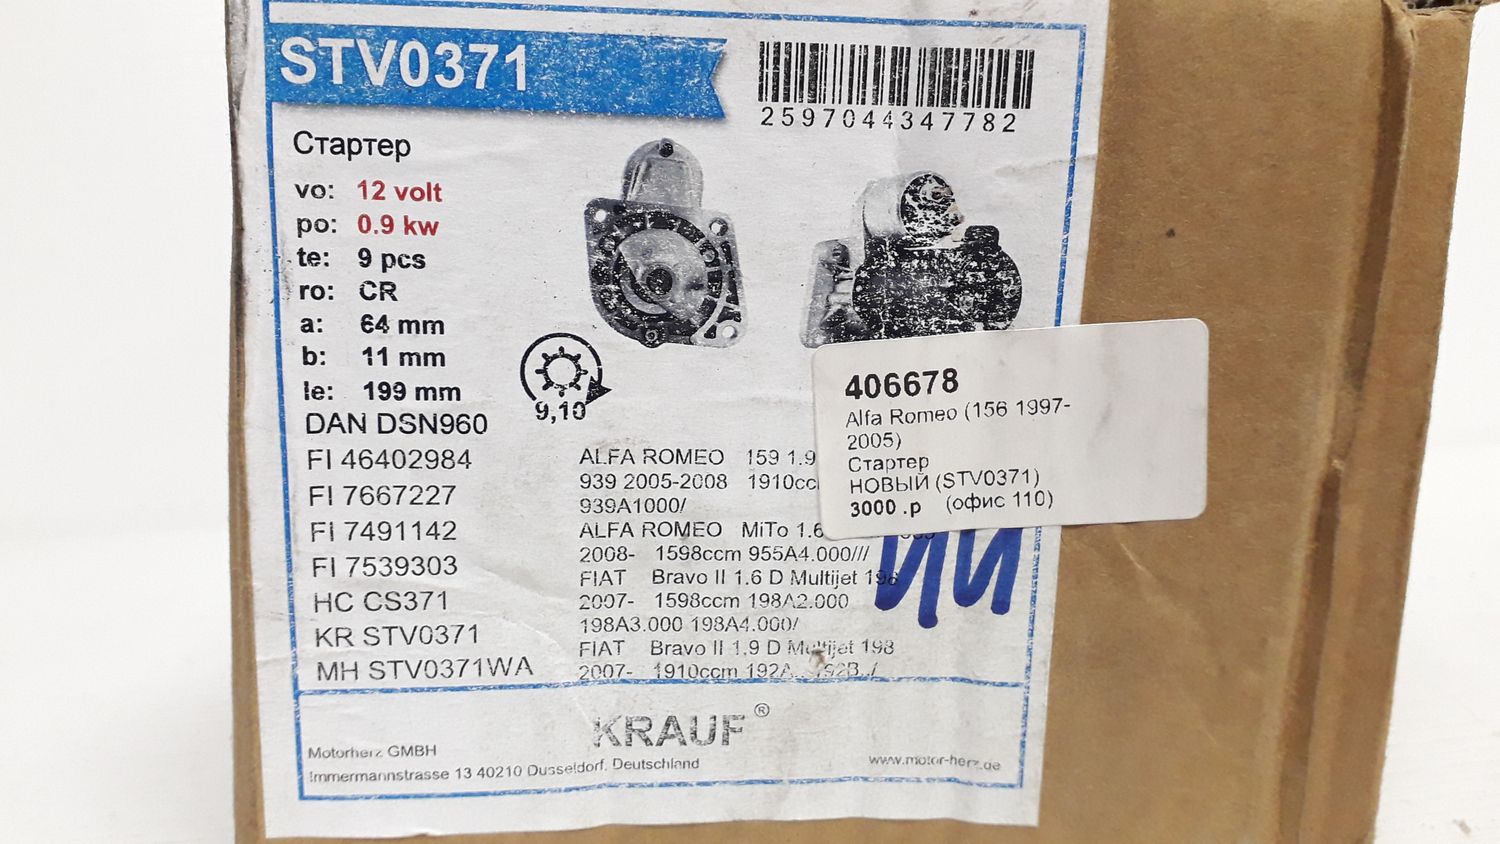 STV0371
2597044347782
Стартер
vo: 12 volt
po: 0.9 kw
te: 9 pcs
ro: CR
a: 64 mm
b: 11 mm
le: 199 mm
9,10
DAN DSN960
FI 46402984
FI 7667227
FI 7491142
FI 7539303
HC CS371
KR STV0371
MH STV0371WA
ALFA ROMEO 159 1.9
939 2005-2008 1910ccm
939A1000/
ALFA ROMEO MiTo 1.6
2008- 1598ccm 955A4.000///
FIAT Bravo II 1.6 D Multijet 198
2007- 1598ccm 198A2.000
198A3.000 198A4.000/
FIAT Bravo II 1.9 D Multijet 198
2007- 1910ccm
406678
Alfa Romeo (156 1997-
2005)
Стартер
НОВЫЙ (STV0371)
3000 .р (офис 110)
KRAUF®
Motorherz GMBH
Immermannstrasse 13 40210 Dusseldorf, Deutschland
www.motor-herz.de